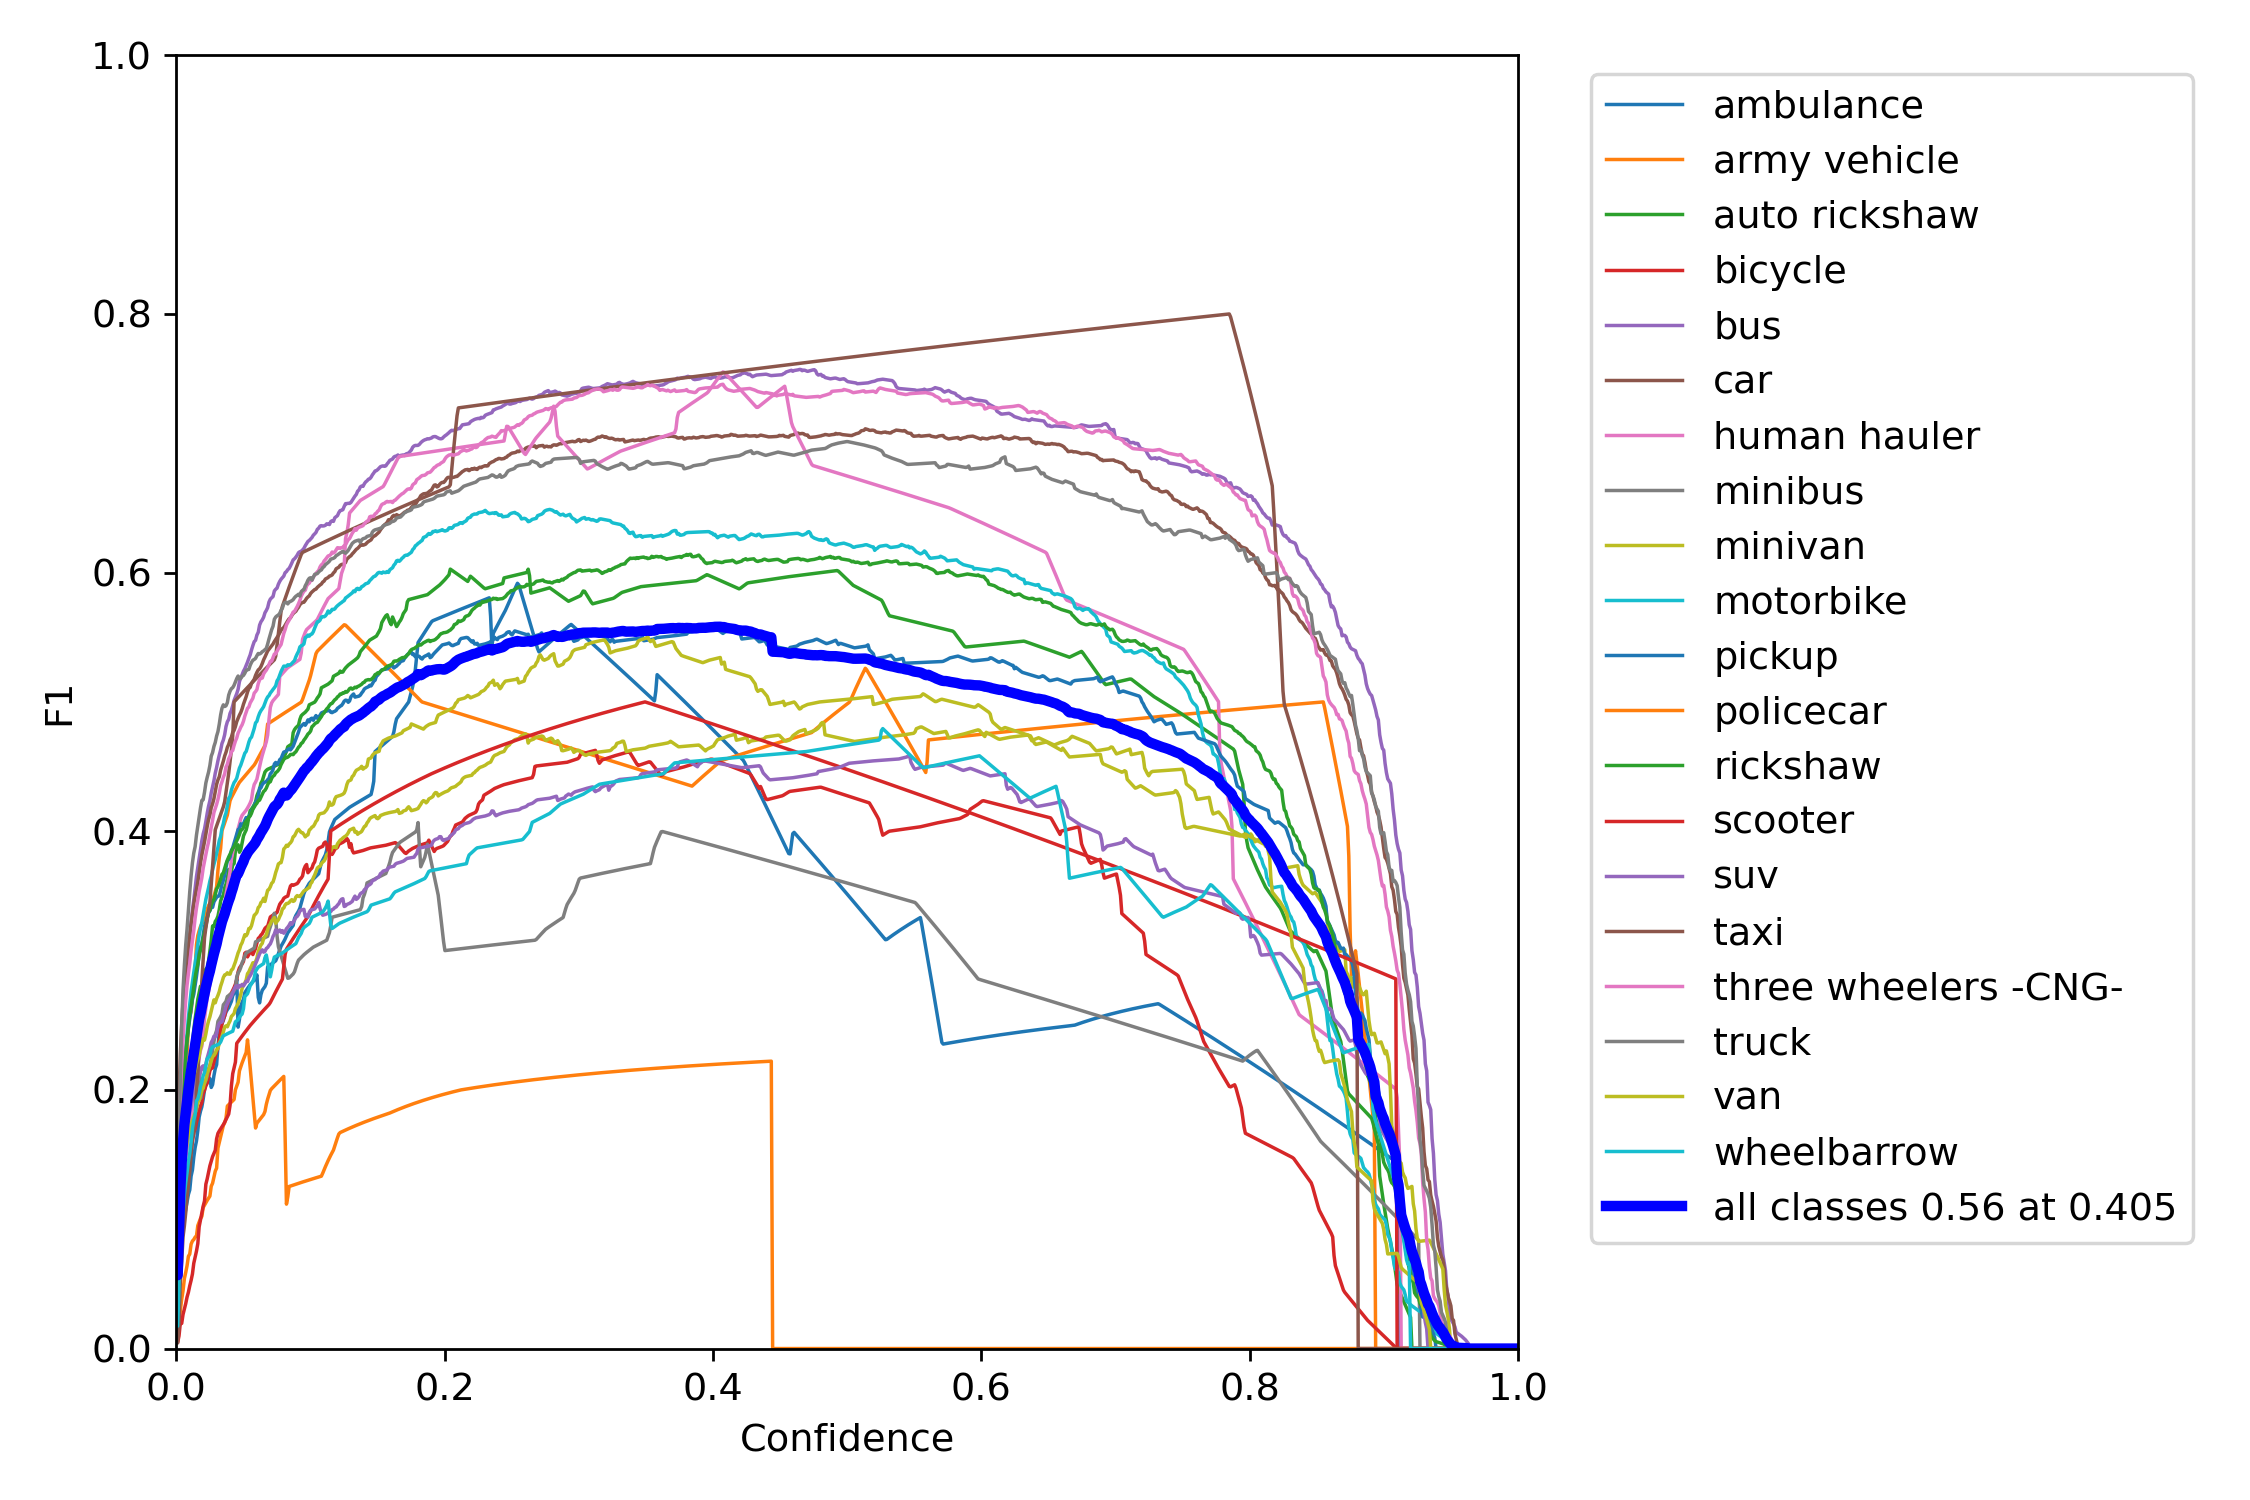 1.0
0.8
0.6
0.4
0.2
0.0
F1
0.0 0.2 0.4 0.6 0.8 1.0
Confidence
ambulance
army vehicle
auto rickshaw
bicycle
bus
car
human hauler
minibus
minivan
motorbike
pickup
policecar
rickshaw
scooter
suv
taxi
three wheelers -CNG-
truck
van
wheelbarrow
all classes 0.56 at 0.405